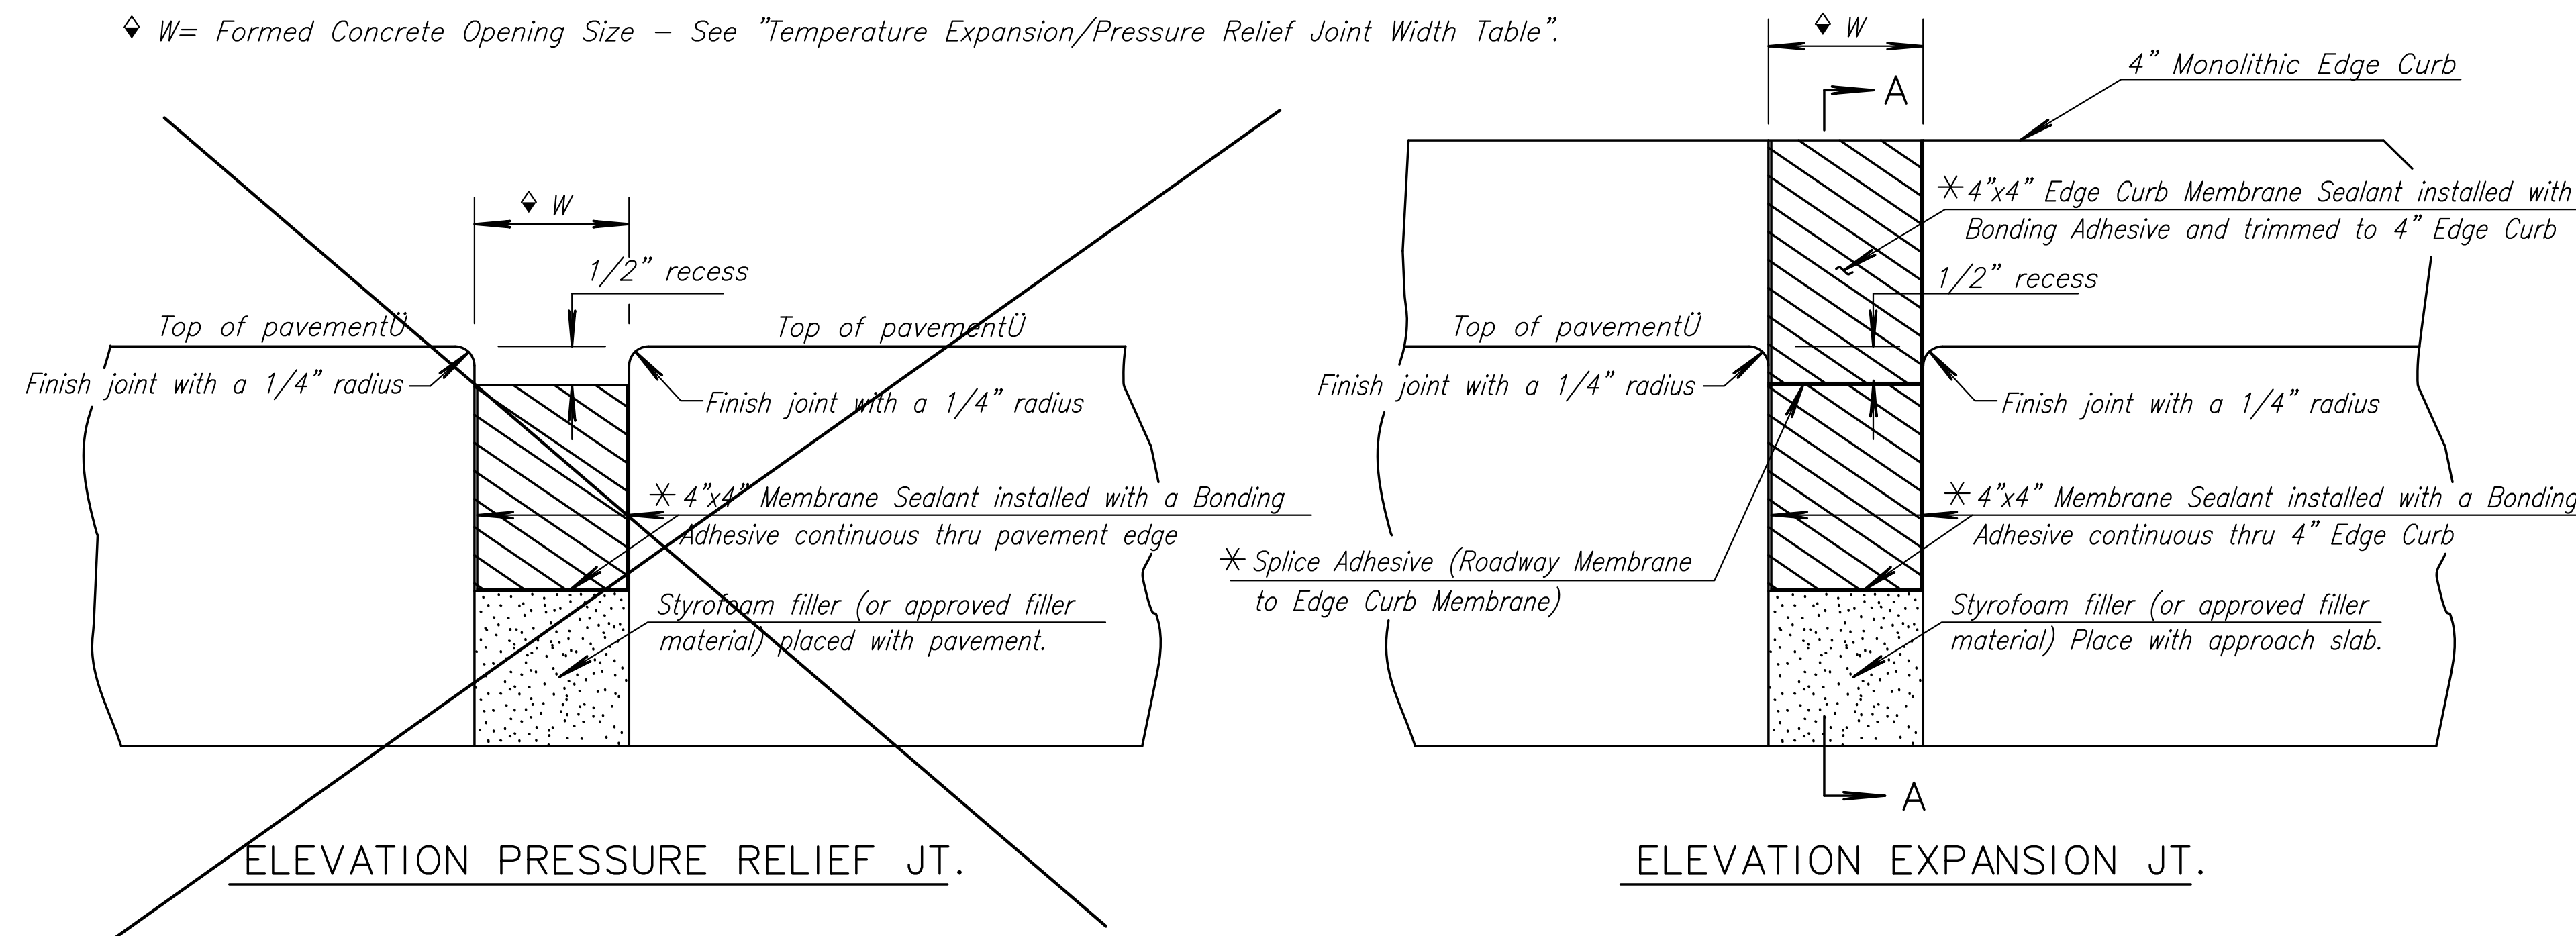 W= Formed Concrete Opening Size - See "Temperature Expansion/Pressure Relief Joint Width Table".
W
1/2" recess
Top of pavementÜ
Top of pavementÜ
Finish joint with a 1/4" radius
Finish joint with a 1/4" radius
* 4"x4" Membrane Sealant installed with a Bonding
Adhesive continuous thru pavement edge
Styrofoam filler (or approved filler
material) placed with pavement.
ELEVATION PRESSURE RELIEF JT.
W
A
4" Monolithic Edge Curb
* 4"x4" Edge Curb Membrane Sealant installed with
Bonding Adhesive and trimmed to 4" Edge Curb
1/2" recess
Top of pavementÜ
Finish joint with a 1/4" radius
Finish joint with a 1/4" radius
* 4"x4" Membrane Sealant installed with a Bonding
Adhesive continuous thru 4" Edge Curb
* Splice Adhesive (Roadway Membrane
to Edge Curb Membrane)
Styrofoam filler (or approved filler
material) Place with approach slab.
A
ELEVATION EXPANSION JT.